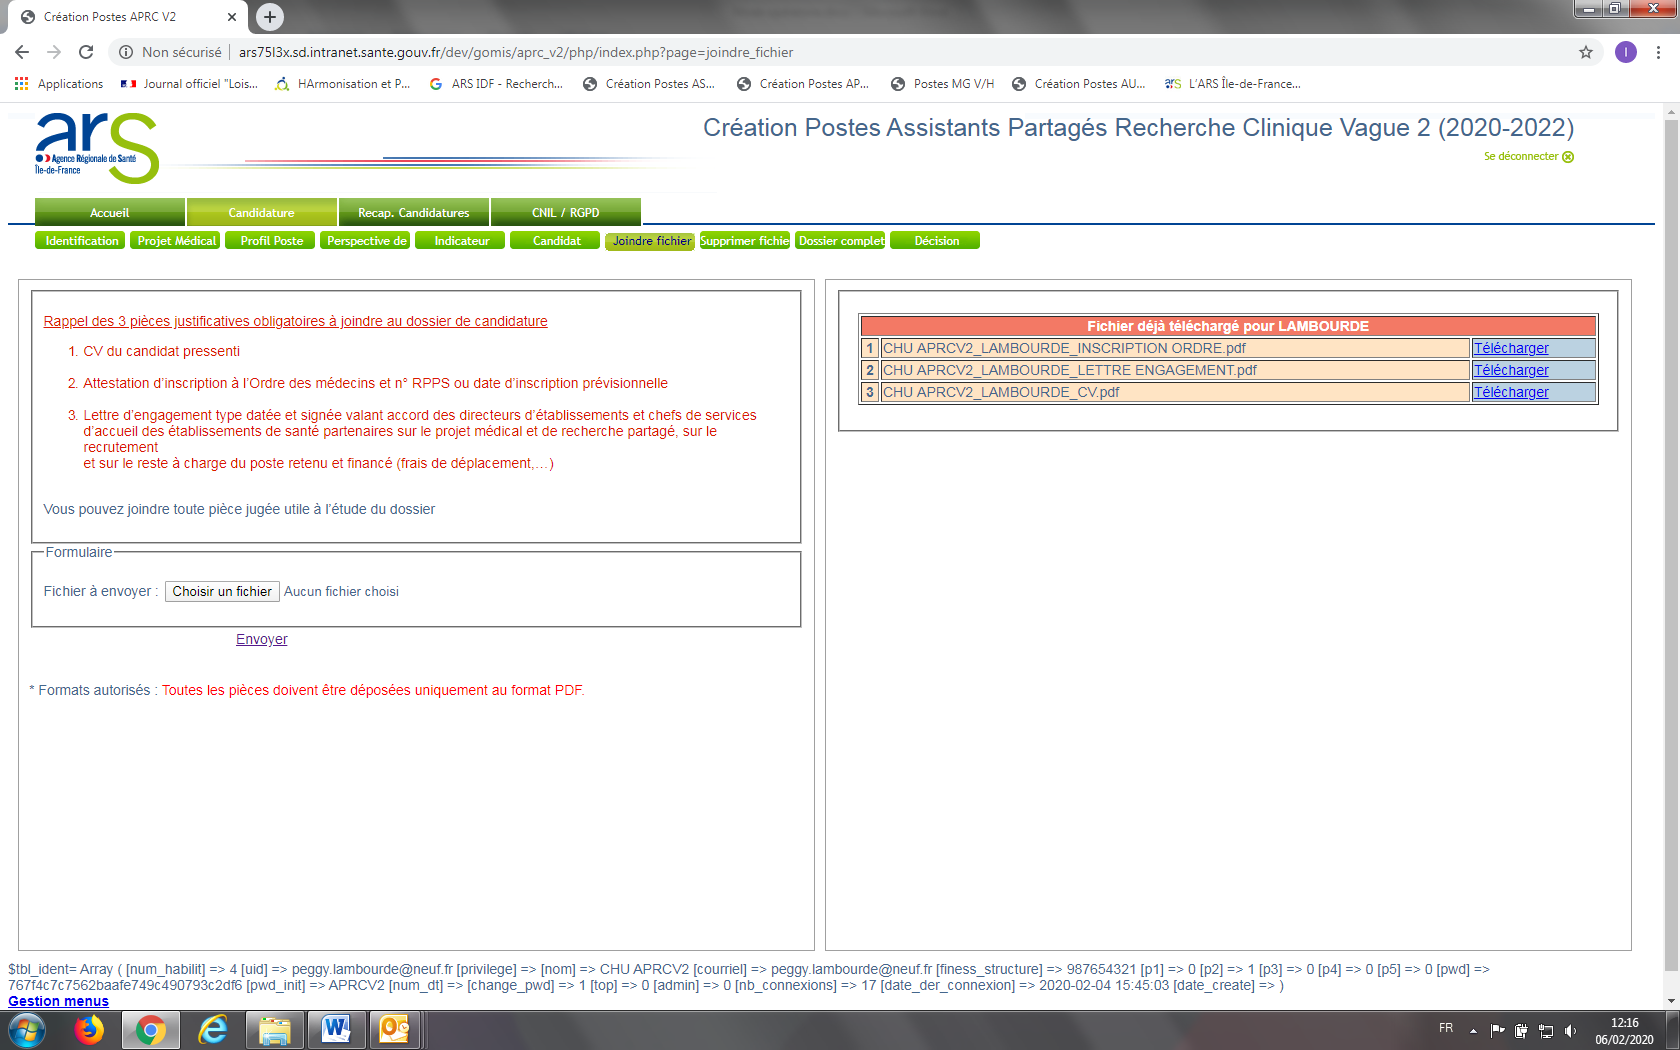 Création Postes APRC V2
Non sécurisé | ars75l3x.sd.intranet.sante.gouv.fr/dev/gomis/aprc_v2/php/index.php?page=joindre_fichier
Applications
Journal officiel "Lois...
HArmonisation et P...
ARS IDF - Recherch...
Création Postes AS...
Création Postes AP...
Postes MG V/H
Création Postes AU...
L'ARS Île-de-France...
ars
Agence Régionale de Santé
Île-de-France
Création Postes Assistants Partagés Recherche Clinique Vague 2 (2020-2022)
Se déconnecter
Accueil
Candidature
Recap. Candidatures
CNIL / RGPD
Identification
Projet Médical
Profil Poste
Perspective de
Indicateur
Candidat
Joindre fichier
Supprimer fichie
Dossier complet
Décision
Rappel des 3 pièces justificatives obligatoires à joindre au dossier de candidature
1. CV du candidat pressenti
2. Attestation d'inscription à l'Ordre des médecins et n° RPPS ou date d'inscription prévisionnelle
3. Lettre d'engagement type datée et signée valant accord des directeurs d'établissements et chefs de services
d'accueil des établissements de santé partenaires sur le projet médical et de recherche partagé, sur le
recrutement
et sur le reste à charge du poste retenu et financé (frais de déplacement,...)
Vous pouvez joindre toute pièce jugée utile à l'étude du dossier
Formulaire
Fichier à envoyer : Choisir un fichier Aucun fichier choisi
Envoyer
* Formats autorisés : Toutes les pièces doivent être déposées uniquement au format PDF.
Fichier déjà téléchargé pour LAMBOURDE
1 CHU APRCV2_LAMBOURDE_INSCRIPTION ORDRE.pdf Télécharger
2 CHU APRCV2_LAMBOURDE_LETTRE ENGAGEMENT.pdf Télécharger
3 CHU APRCV2_LAMBOURDE_CV.pdf Télécharger
$tbl_ident= Array ( [num_habilit] => 4 [uid] => peggy.lambourde@neuf.fr [privilege] => [nom] => CHU APRCV2 [courriel] => peggy.lambourde@neuf.fr [finess_structure] => 987654321 [p1] => 0 [p2] => 1 [p3] => 0 [p4] => 0 [p5] => 0 [pwd] =>
767f4c7c7562baafe749c490793c2df6 [pwd_init] => APRCV2 [num_dt] => [change_pwd] => 1 [top] => 0 [admin] => 0 [nb_connexions] => 17 [date_der_connexion] => 2020-02-04 15:45:03 [date_create] => )
Gestion menus
FR
12:16
06/02/2020